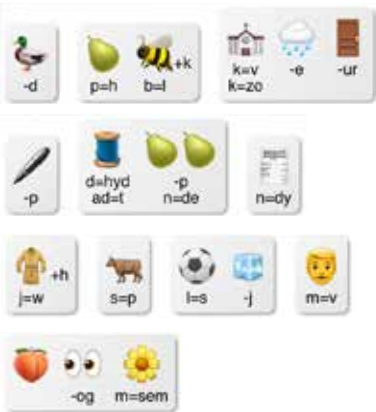 -d p=h b=l +k k=v -e -ur
k=zo
-p d=hyd -p n=dy
ad=t n=de
+h
j=w s=p l=s -j m=v
-og m=sem